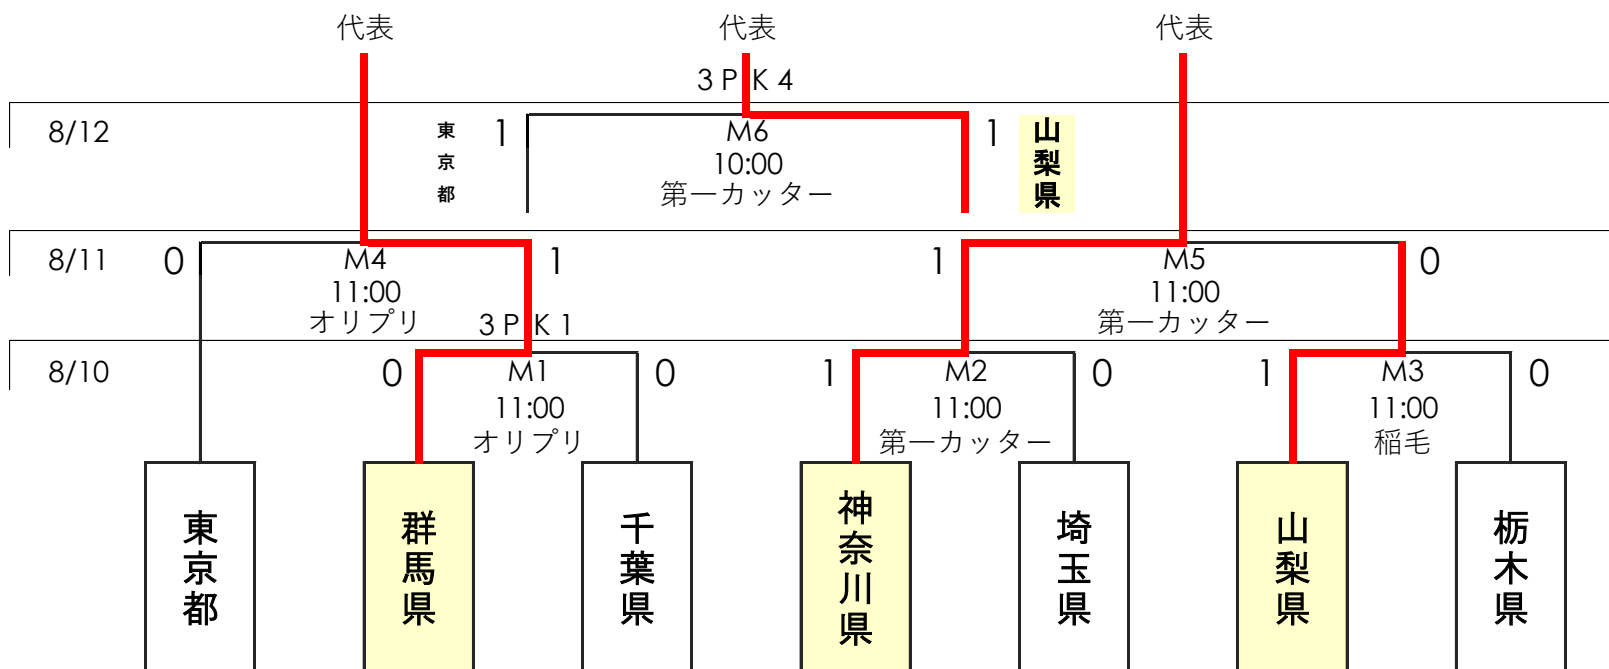 代表 代表 代表
3 P K 4
8/12 東京都 1 M6 1 山梨県
10:00
第一カッター
8/11 0 M4 1 1 M5 0
11:00 11:00
オリプリ 3 P K 1 第一カッター
8/10 0 M1 0 1 M2 0 1 M3 0
11:00 11:00 11:00
オリプリ 第一カッター 稲毛
東京都 群馬県 千葉県 神奈川県 埼玉県 山梨県 栃木県